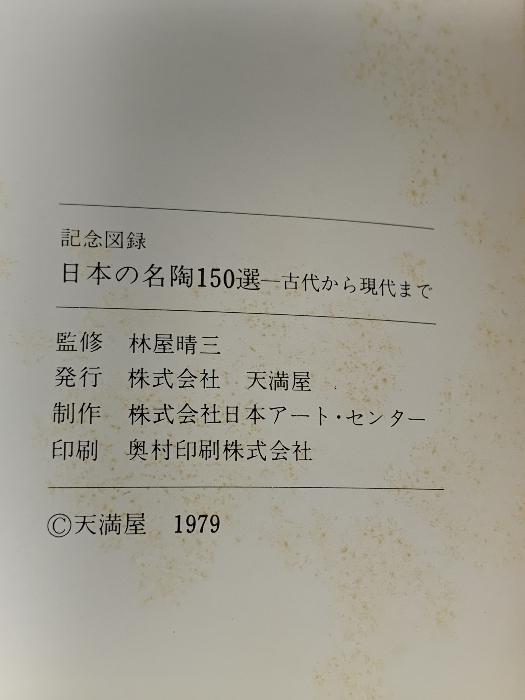 記念図録
日本の名陶150選―古代から現代まで
監修　林屋晴三
発行　株式会社　天満屋
制作　株式会社日本アート・センター
印刷　奥村印刷株式会社
©天満屋　1979